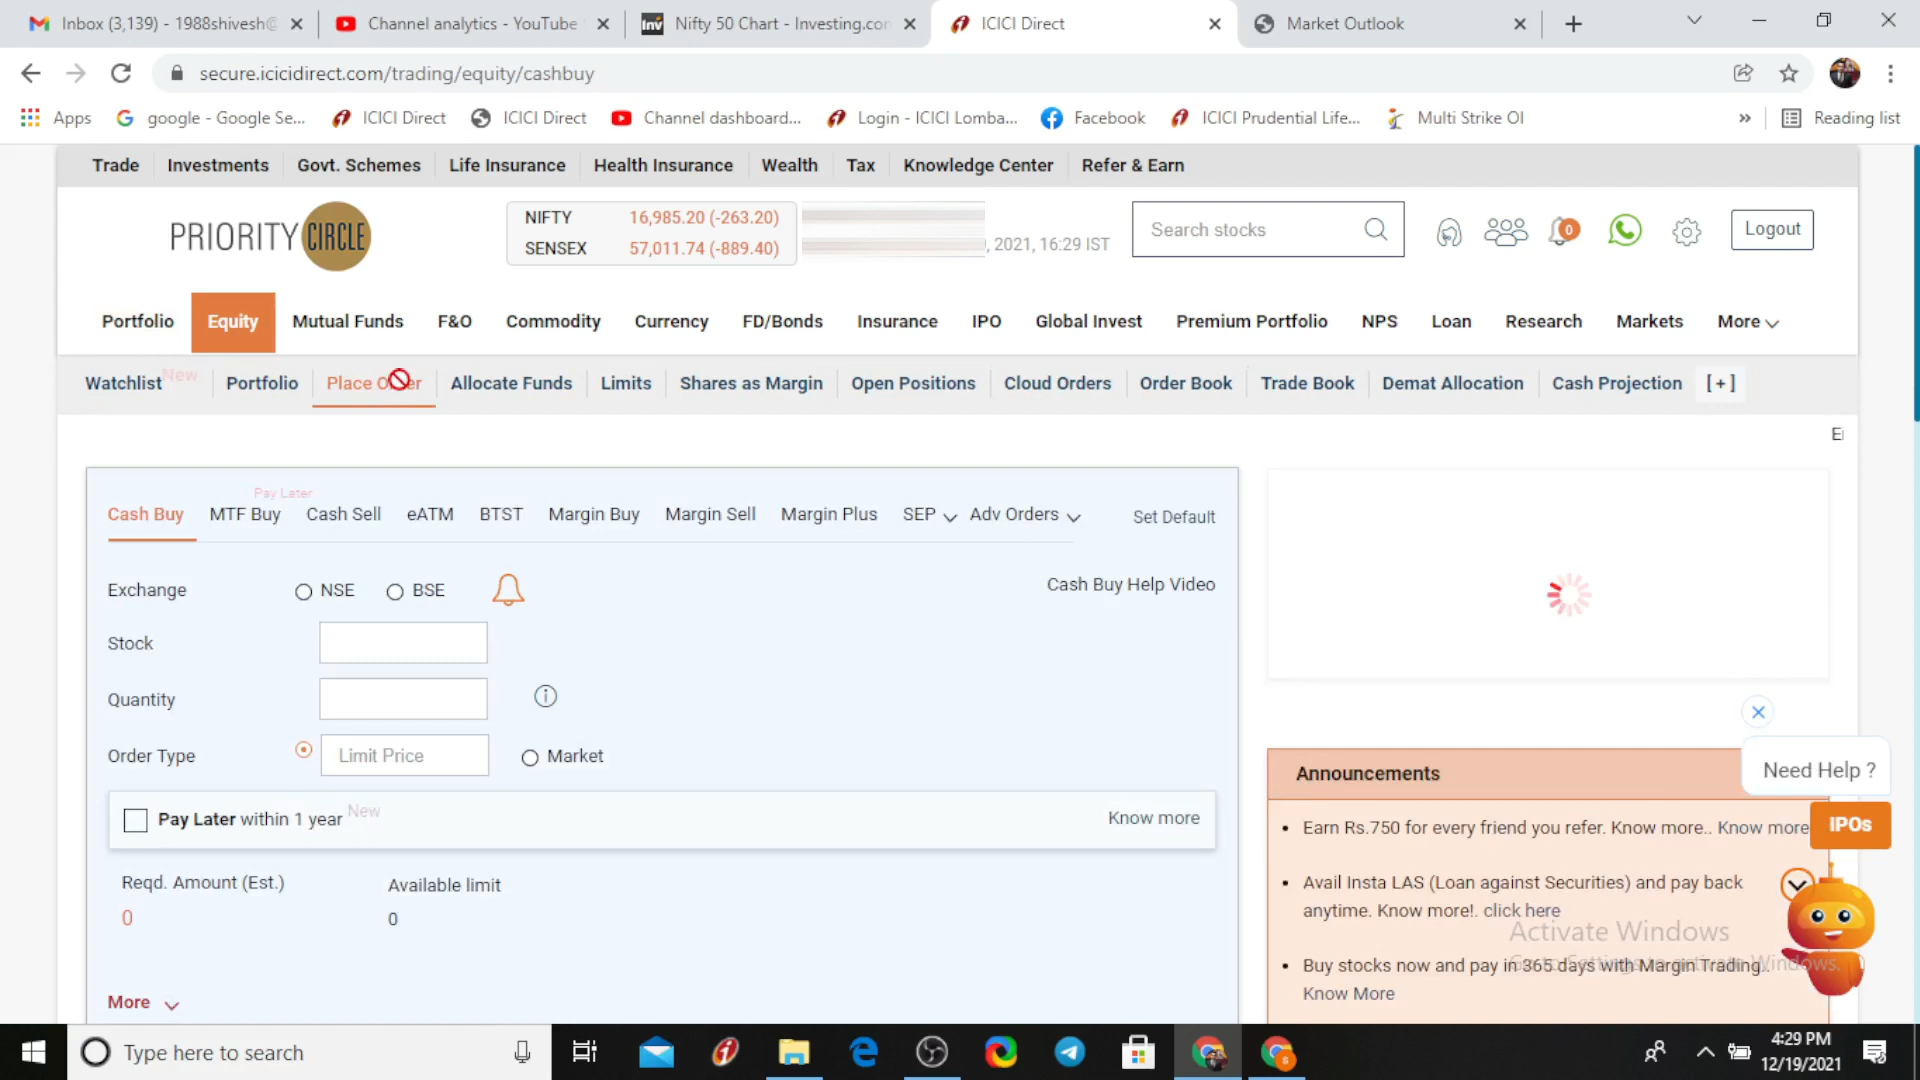 Inbox (3,139) - 1988shivesh@
Channel analytics - YouTube
Nifty 50 Chart - Investing.con
ICICI Direct
Market Outlook
secure.icicidirect.com/trading/equity/cashbuy
Apps
google - Google Se...
ICICI Direct
ICICI Direct
Channel dashboard...
Login - ICICI Lomba...
Facebook
ICICI Prudential Life...
Multi Strike OI
»
Reading list
Trade Investments Govt. Schemes Life Insurance Health Insurance Wealth Tax Knowledge Center Refer & Earn
PRIORITY CIRCLE
NIFTY 16,985.20 (-263.20)
SENSEX 57,011.74 (-889.40)
, 2021, 16:29 IST
Search stocks
0
Logout
Portfolio Equity Mutual Funds F&O Commodity Currency FD/Bonds Insurance IPO Global Invest Premium Portfolio NPS Loan Research Markets More
Watchlist New Portfolio Place Order Allocate Funds Limits Shares as Margin Open Positions Cloud Orders Order Book Trade Book Demat Allocation Cash Projection [+]
Pay Later
Cash Buy MTF Buy Cash Sell eATM BTST Margin Buy Margin Sell Margin Plus SEP Adv Orders Set Default
Exchange NSE BSE
Cash Buy Help Video
Stock
Quantity
Order Type Limit Price Market
Pay Later within 1 year New Know more
Reqd. Amount (Est.) Available limit
0 0
More
Need Help ?
Announcements
IPOs
• Earn Rs.750 for every friend you refer. Know more.. Know more
• Avail Insta LAS (Loan against Securities) and pay back
anytime. Know more!. click here
Activate Windows
Go to Settings to activate Windows.
• Buy stocks now and pay in 365 days with Margin Trading..
Know More
Type here to search
4:29 PM
12/19/2021